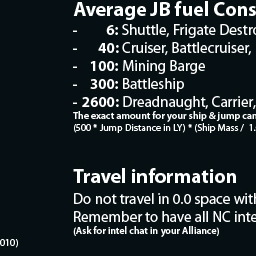 Average JB fuel Cons
- 6: Shuttle, Frigate Destro
- 40: Cruiser, Battlecruiser,
- 100: Mining Barge
- 300: Battleship
- 2600: Dreadnaught, Carrier,
The exact amount for your ship & jump can
(500 * Jump Distance in LY) * (Ship Mass / 1.
Travel information
Do not travel in 0.0 space with
Remember to have all NC inte
(Ask for intel chat in your Alliance)
010)